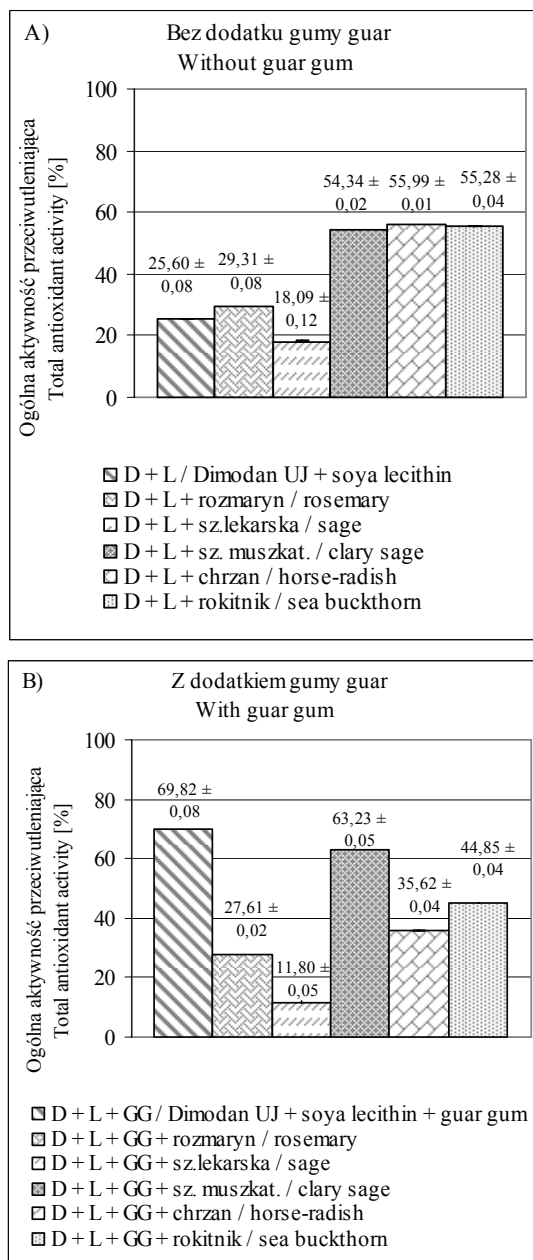 A)
Bez dodatku gumy guar
Without guar gum
Ogólna aktywność przeciwutleniająca
Total antioxidant activity [%]
100
80
60
40
20
0
25,60 ±
0,08
29,31 ±
0,08
18,09 ±
0,12
54,34 ±
0,02
55,99 ±
0,01
55,28 ±
0,04
D + L / Dimodan UJ + soya lecithin
D + L + rozmaryn / rosemary
D + L + sz.lekarska / sage
D + L + sz. muszkat. / clary sage
D + L + chrzan / horse-radish
D + L + rokitnik / sea buckthorn
B)
Z dodatkiem gumy guar
With guar gum
Ogólna aktywność przeciwutleniająca
Total antioxidant activity [%]
100
80
60
40
20
0
69,82 ±
0,08
27,61 ±
0,02
11,80 ±
0,05
63,23 ±
0,05
35,62 ±
0,04
44,85 ±
0,04
D + L + GG / Dimodan UJ + soya lecithin + guar gum
D + L + GG + rozmaryn / rosemary
D + L + GG + sz.lekarska / sage
D + L + GG + sz. muszkat. / clary sage
D + L + GG + chrzan / horse-radish
D + L + GG + rokitnik / sea buckthorn